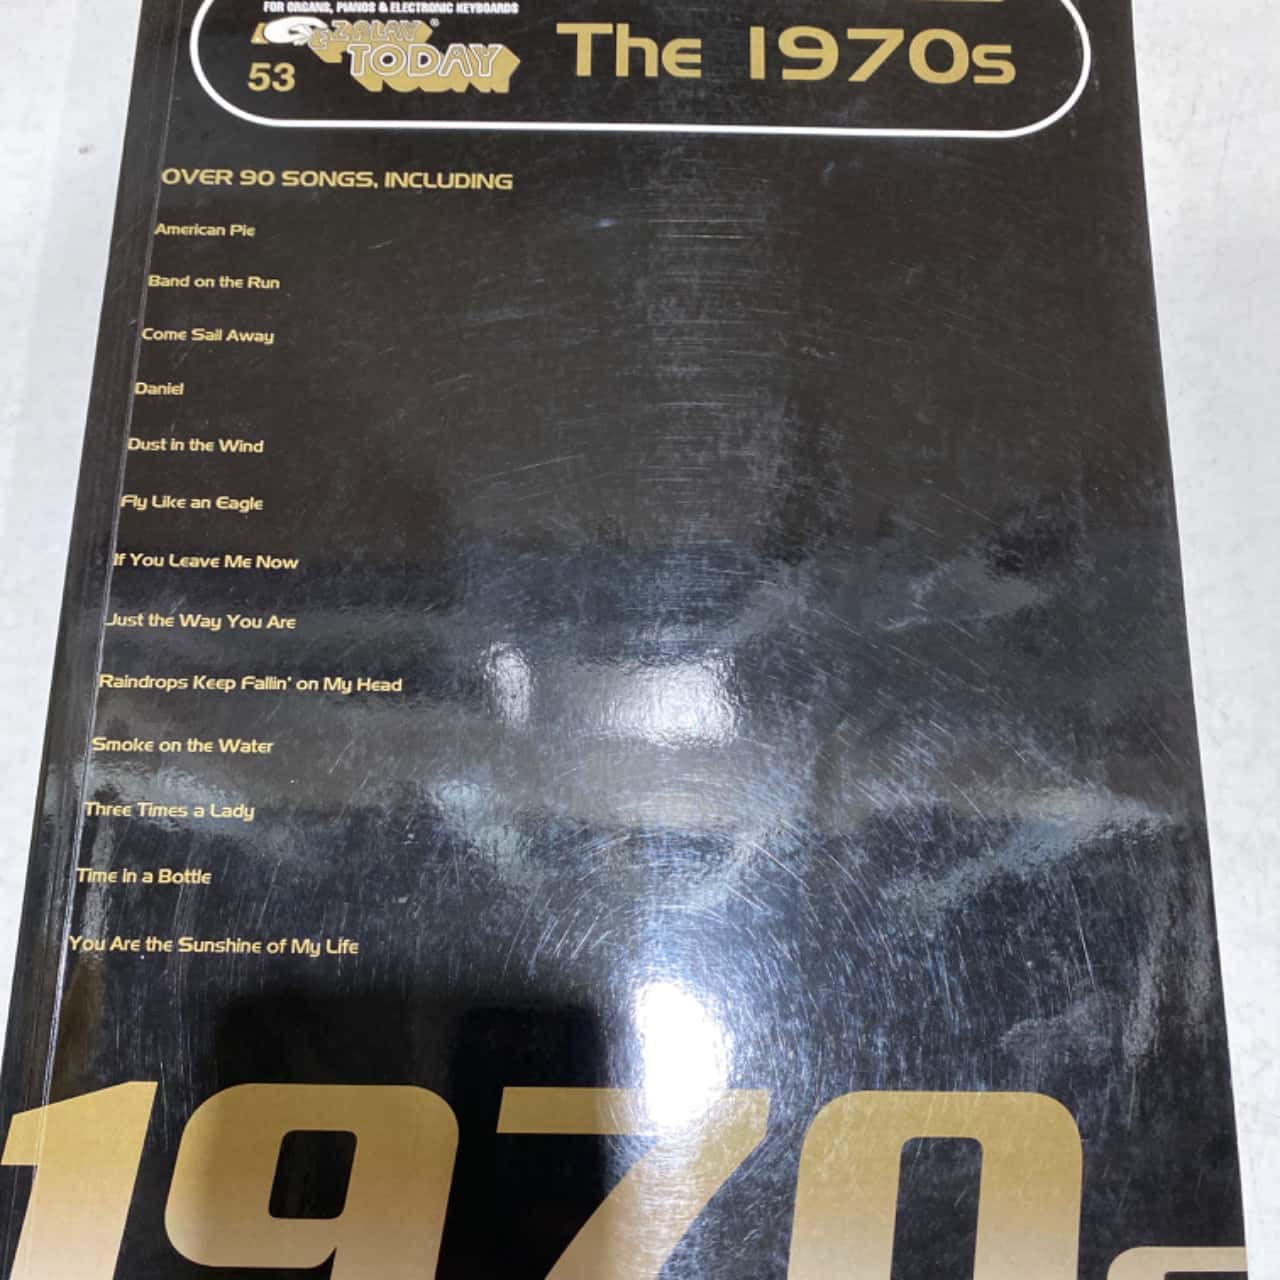 FOR ORGANS, PIANOS & ELECTRONIC KEYBOARDS
E-Z PLAY ®
TODAY
53
The 1970s
OVER 90 SONGS, INCLUDING
American Pie
Band on the Run
Come Sail Away
Daniel
Dust in the Wind
Fly Like an Eagle
If You Leave Me Now
Just the Way You Are
Raindrops Keep Fallin' on My Head
Smoke on the Water
Three Times a Lady
Time in a Bottle
You Are the Sunshine of My Life
1970s